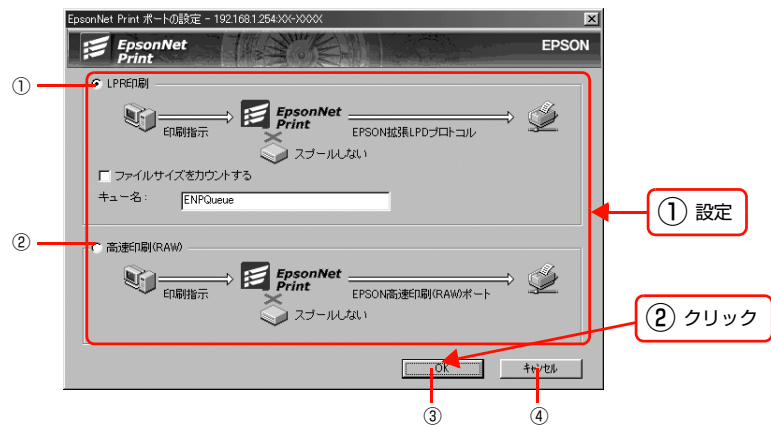 EpsonNet Print ポートの設定 - 192.168.1.254:XX-XXXX
EpsonNet
Print
EPSON
① LPR印刷
印刷指示
EpsonNet
Print
EPSON拡張LPDプロトコル
スプールしない
ファイルサイズをカウントする
キュー名:
ENPQueue
① 設定
② 高速印刷(RAW)
印刷指示
EpsonNet
Print
EPSON高速印刷(RAW)ポート
スプールしない
② クリック
OK
キャンセル
③
④